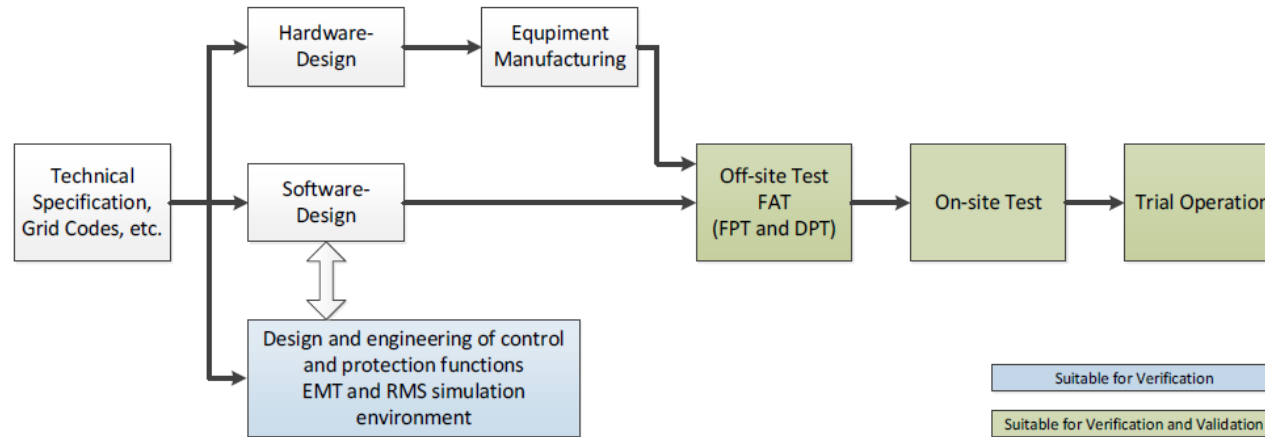 Hardware-
Design
Equpiment
Manufacturing
Technical
Specification,
Grid Codes, etc.
Software-
Design
Off-site Test
FAT
(FPT and DPT)
On-site Test
Trial Operation
Design and engineering of control
and protection functions
EMT and RMS simulation
environment
Suitable for Verification
Suitable for Verification and Validation